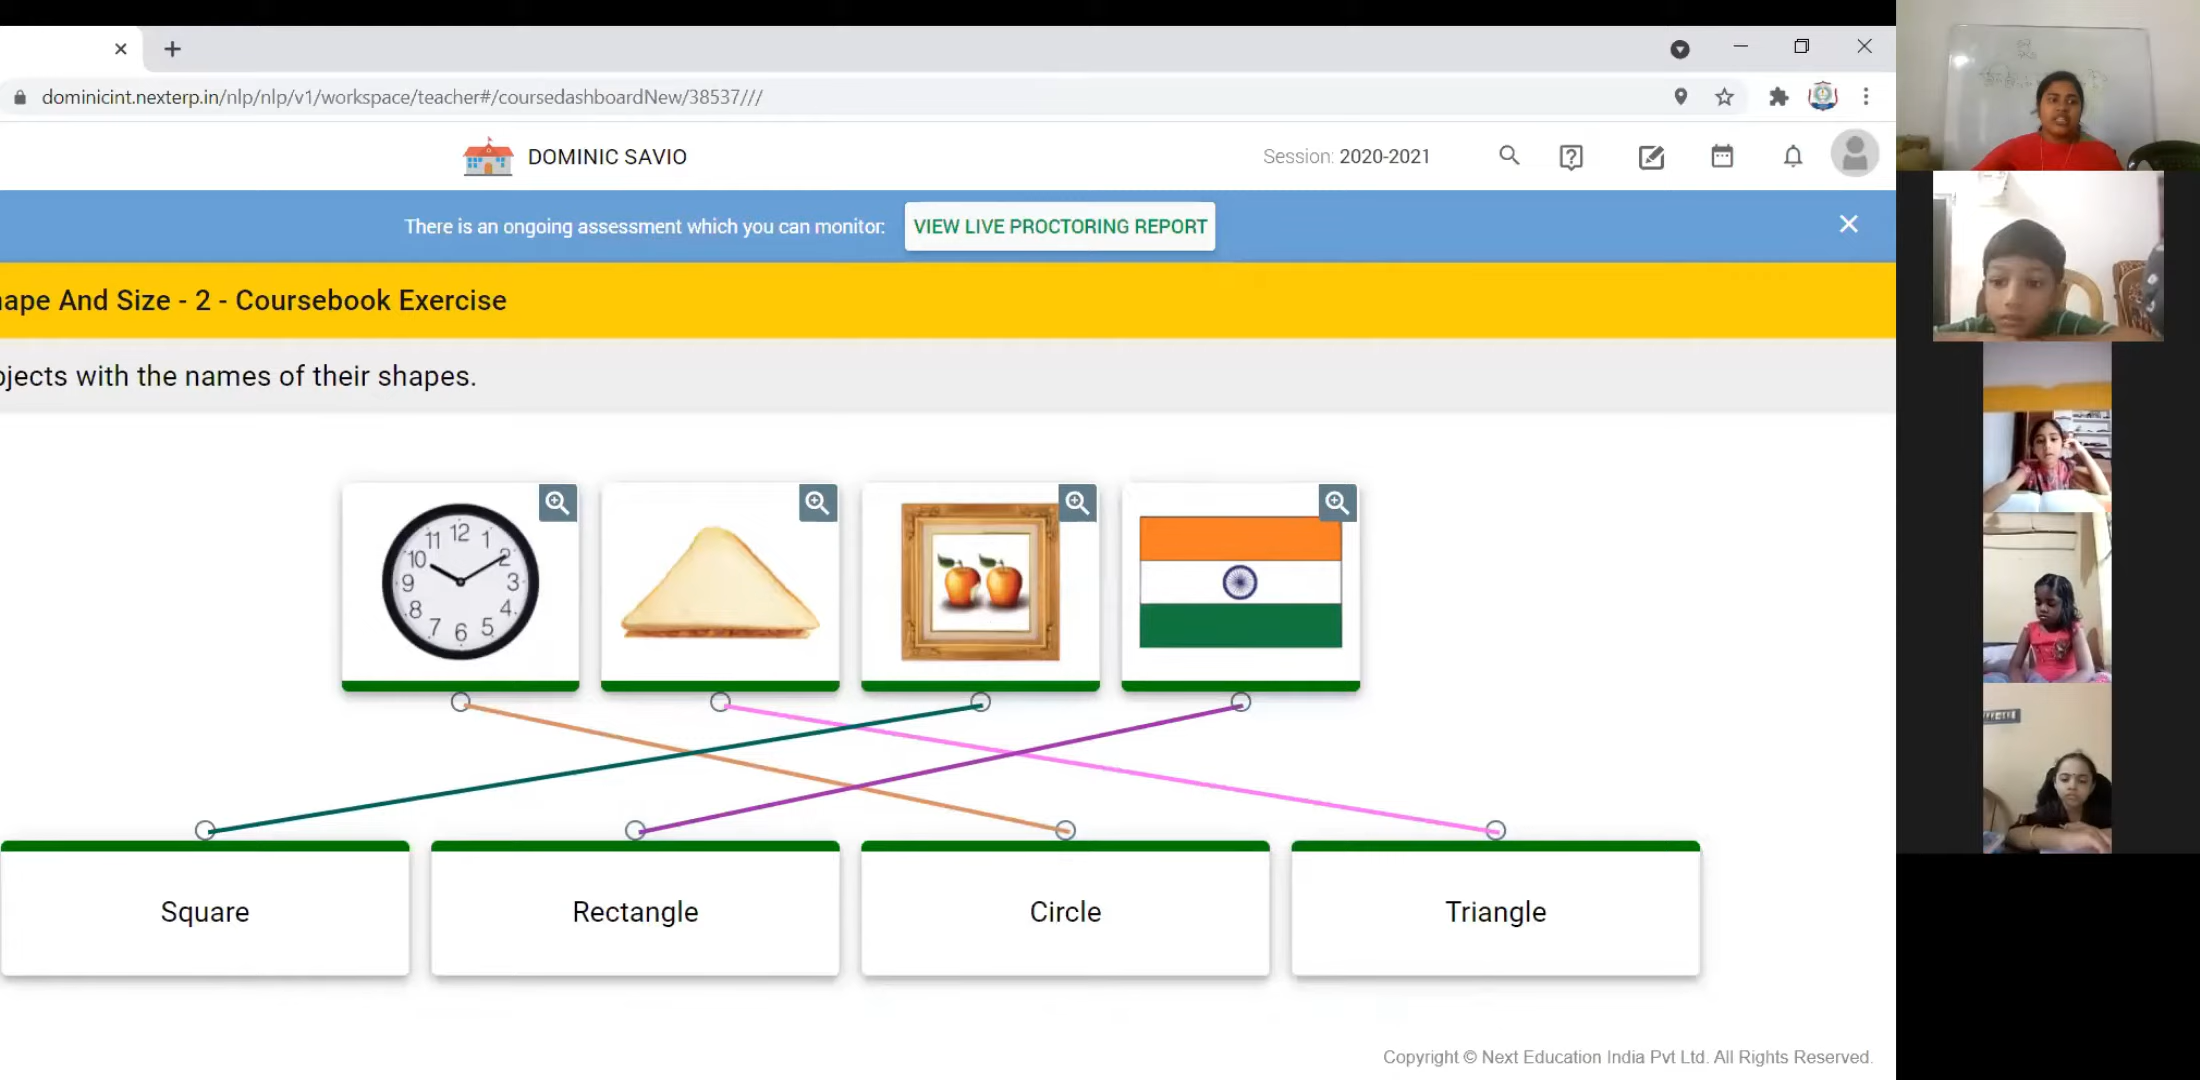 dominicint.nexterp.in/nlp/nlp/v1/workspace/teacher#/coursedashboardNew/38537///
DOMINIC SAVIO
Session: 2020-2021
There is an ongoing assessment which you can monitor:
VIEW LIVE PROCTORING REPORT
And Size - 2 - Coursebook Exercise
with the names of their shapes.
12
11
1
10
2
9
3
8
4
7
5
6
Square
Rectangle
Circle
Triangle
Copyright © Next Education India Pvt Ltd. All Rights Reserved.